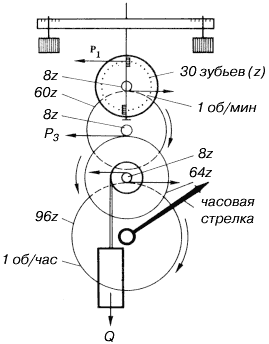 P₁
8z
30 зубьев (z)
60z
1 об/мин
8z
P₃
8z
64z
96z
часовая
стрелка
1 об/час
Q